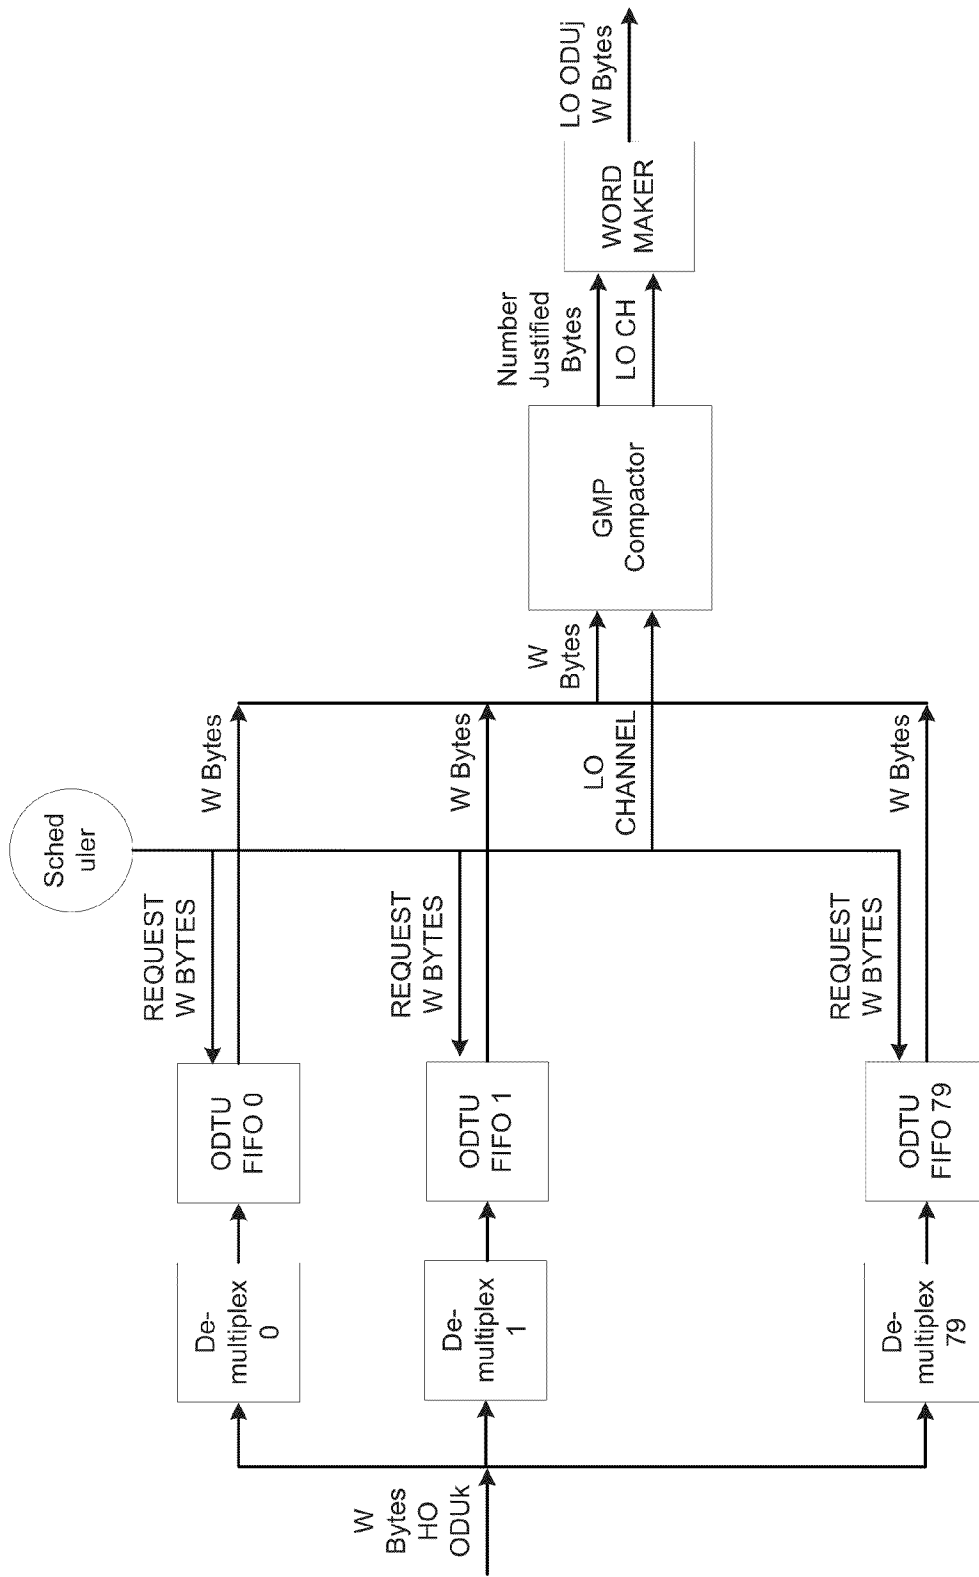 Sched
uler
W
Bytes
HO
ODUk
De-
multiplex
0
ODTU
FIFO 0
REQUEST
W BYTES
W Bytes
De-
multiplex
1
ODTU
FIFO 1
REQUEST
W BYTES
W Bytes
De-
multiplex
79
ODTU
FIFO 79
REQUEST
W BYTES
W Bytes
LO
CHANNEL
W
Bytes
GMP
Compactor
Number
Justified
Bytes
LO CH
WORD
MAKER
LO ODUj
W Bytes